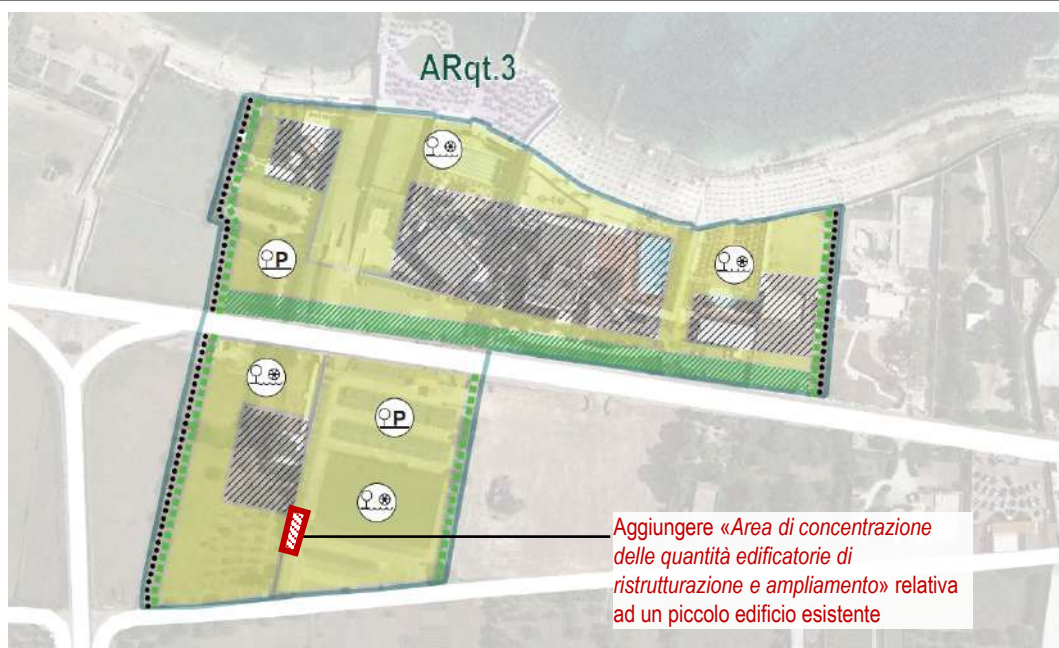 ARqt.3
P
P
Aggiungere «Area di concentrazione
delle quantità edificatorie di
ristrutturazione e ampliamento» relativa
ad un piccolo edificio esistente